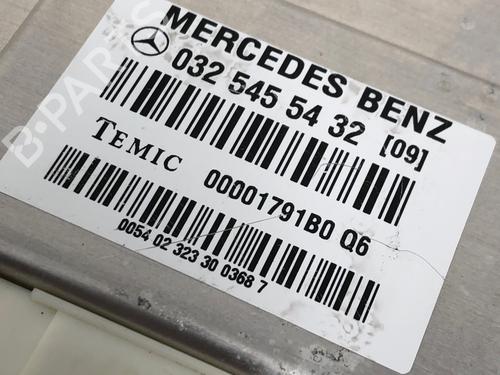 MERCEDES BENZ
032 545 54 32 [09]
TEMIC 00001791B0 Q6
0054 02 323 30 0368 7
B-PARTS